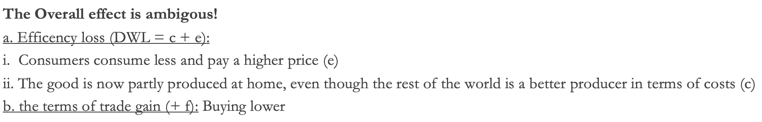 The Overall effect is ambigous!
a. Efficency loss (DWL = c + e):
i.  Consumers consume less and pay a higher price (e)
ii. The good is now partly produced at home, even though the rest of the world is a better producer in terms of costs (c)
b. the terms of trade gain (+ f): Buying lower